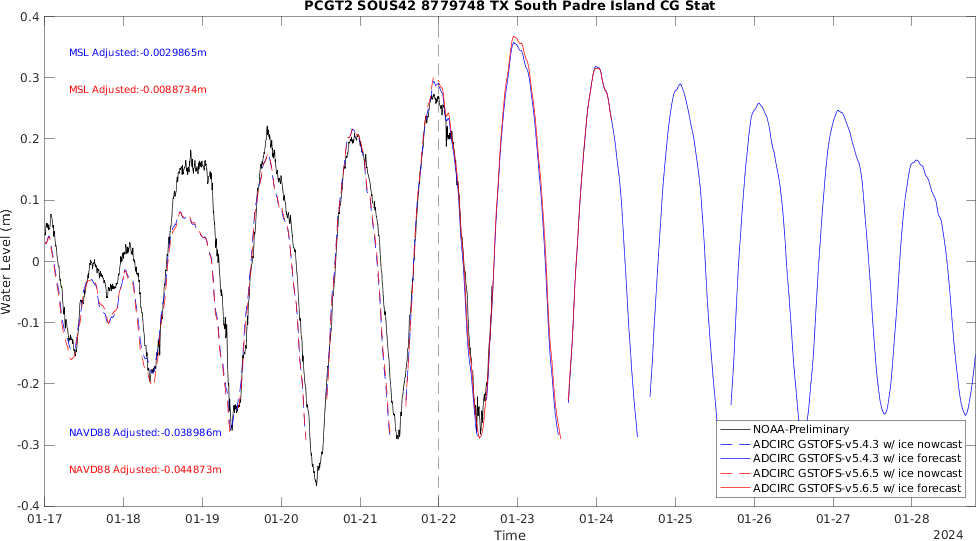 PCGT2 SOUS42 8779748 TX South Padre Island CG Stat
MSL Adjusted:-0.0029865m
MSL Adjusted:-0.0088734m
NAVD88 Adjusted:-0.038986m
NAVD88 Adjusted:-0.044873m
Water Level (m)
0.4
0.3
0.2
0.1
0
-0.1
-0.2
-0.3
-0.4
NOAA-Preliminary
ADCIRC GSTOFS-v5.4.3 w/ ice nowcast
ADCIRC GSTOFS-v5.4.3 w/ ice forecast
ADCIRC GSTOFS-v5.6.5 w/ ice nowcast
ADCIRC GSTOFS-v5.6.5 w/ ice forecast
01-17 01-18 01-19 01-20 01-21 01-22 01-23 01-24 01-25 01-26 01-27 01-28
Time
2024